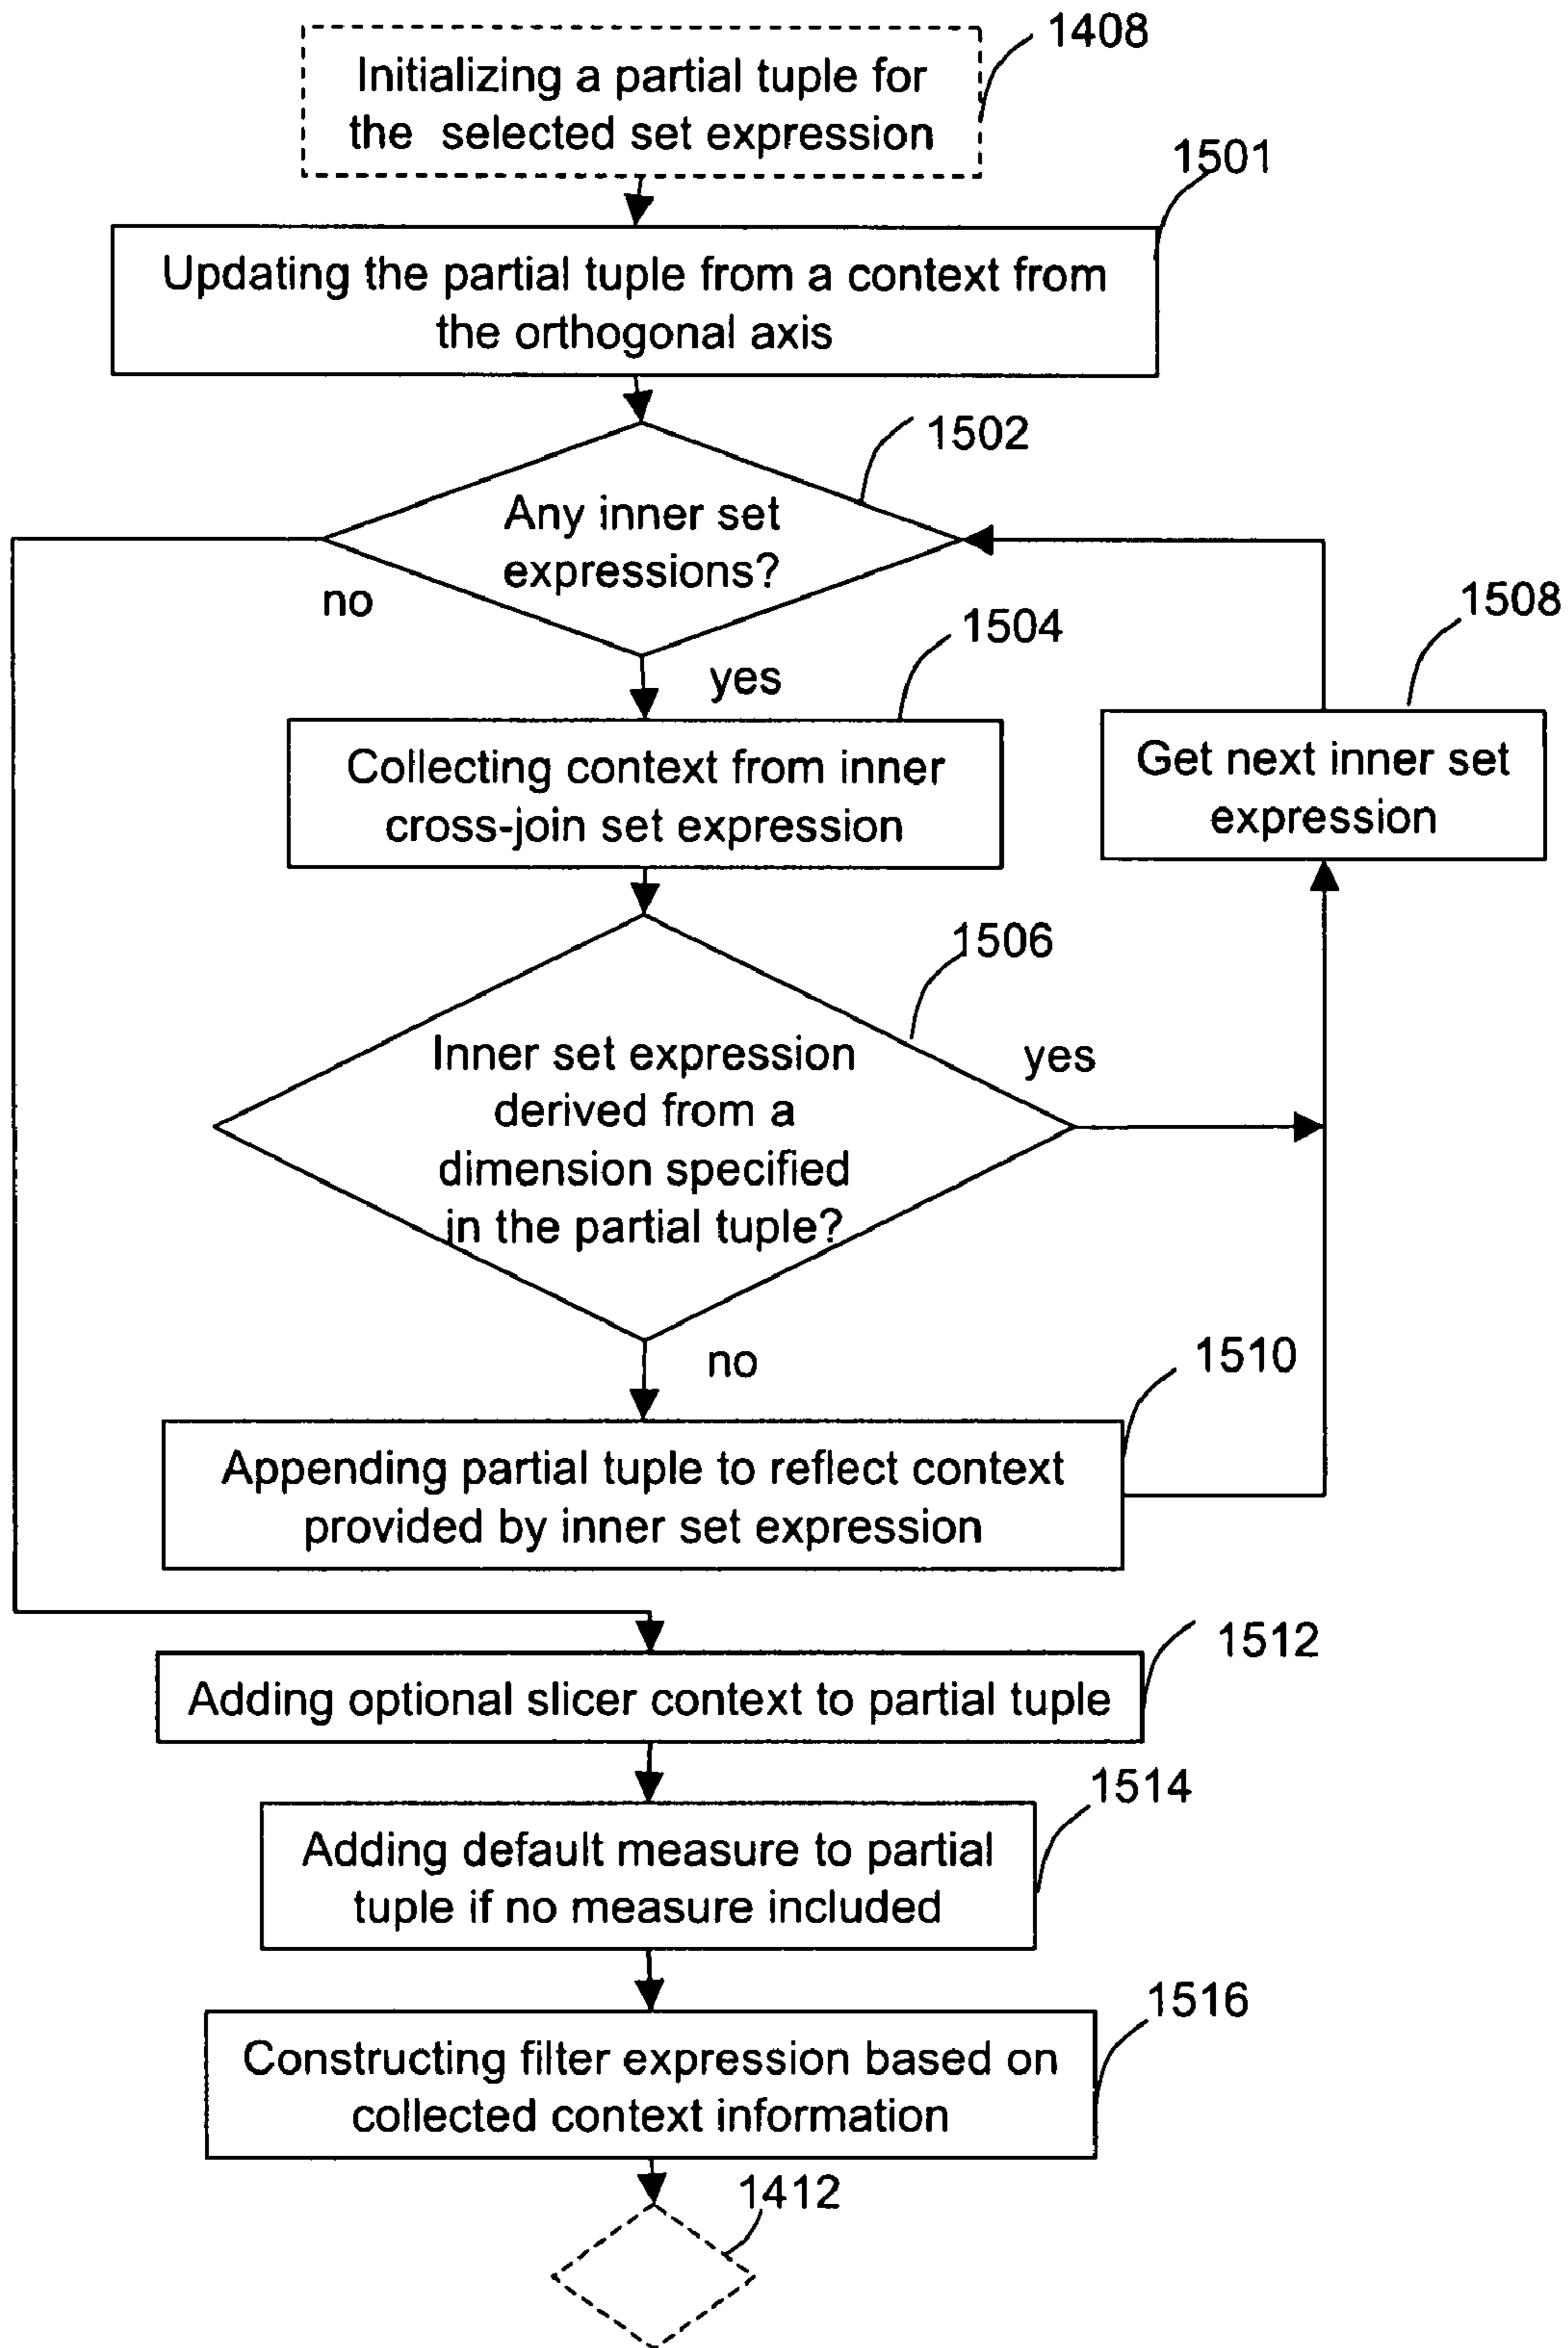 1408
Initializing a partial tuple for
the selected set expression
1501
Updating the partial tuple from a context from
the orthogonal axis
1502
Any inner set
expressions?
no
yes
1504
1508
Collecting context from inner
cross-join set expression
Get next inner set
expression
1506
Inner set expression
derived from a
dimension specified
in the partial tuple?
yes
no
1510
Appending partial tuple to reflect context
provided by inner set expression
1512
Adding optional slicer context to partial tuple
1514
Adding default measure to partial
tuple if no measure included
1516
Constructing filter expression based on
collected context information
1412